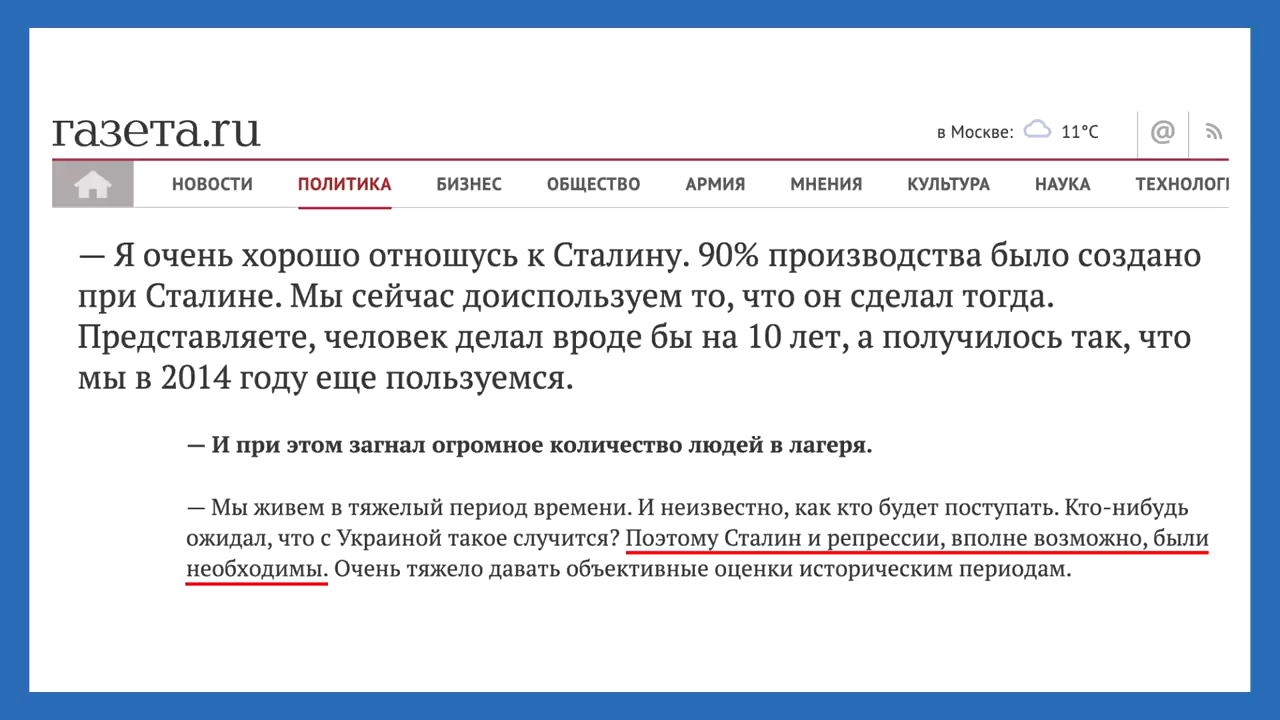 газета.ru
в Москве: 11°C @
НОВОСТИ ПОЛИТИКА БИЗНЕС ОБЩЕСТВО АРМИЯ МНЕНИЯ КУЛЬТУРА НАУКА ТЕХНОЛОГИ
— Я очень хорошо отношусь к Сталину. 90% производства было создано
при Сталине. Мы сейчас доиспользуем то, что он сделал тогда.
Представляете, человек делал вроде бы на 10 лет, а получилось так, что
мы в 2014 году еще пользуемся.
— И при этом загнал огромное количество людей в лагеря.
— Мы живем в тяжелый период времени. И неизвестно, как кто будет поступать. Кто-нибудь
ожидал, что с Украиной такое случится? Поэтому Сталин и репрессии, вполне возможно, были
необходимы. Очень тяжело давать объективные оценки историческим периодам.